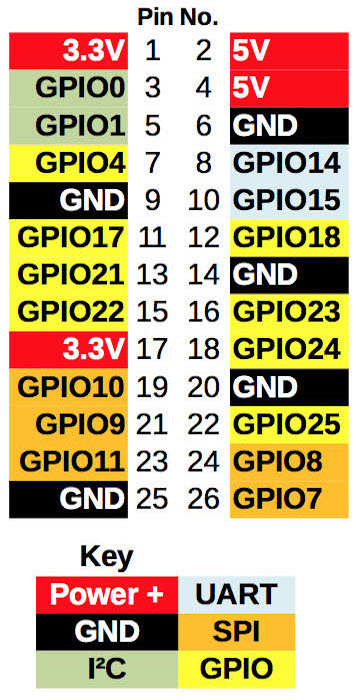 Pin No.
3.3V 1 2 5V
GPIO0 3 4 5V
GPIO1 5 6 GND
GPIO4 7 8 GPIO14
GND 9 10 GPIO15
GPIO17 11 12 GPIO18
GPIO21 13 14 GND
GPIO22 15 16 GPIO23
3.3V 17 18 GPIO24
GPIO10 19 20 GND
GPIO9 21 22 GPIO25
GPIO11 23 24 GPIO8
GND 25 26 GPIO7
Key
Power + UART
GND SPI
I²C GPIO